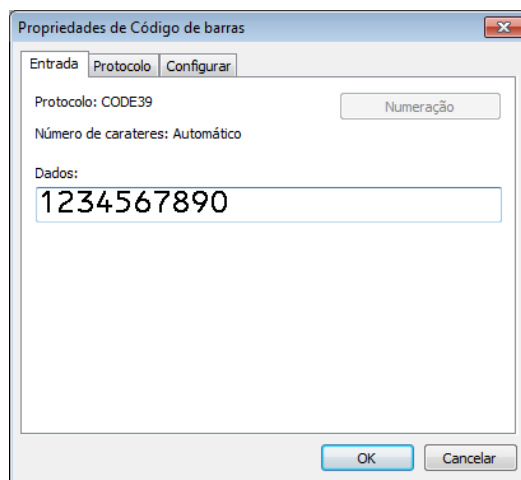 Propriedades de Código de barras
Entrada Protocolo Configurar
Protocolo: CODE39 Numeração
Número de carateres: Automático
Dados:
1234567890
OK Cancelar